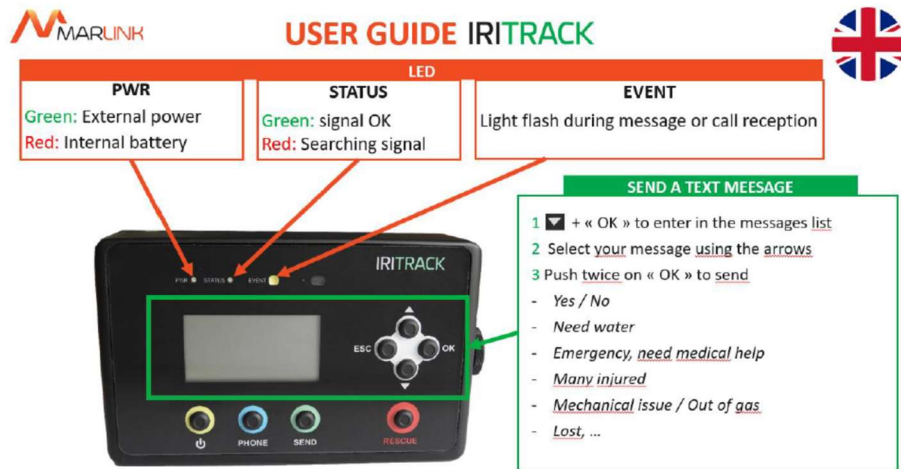 MARLINK
USER GUIDE IRITRACK
LED
PWR
Green: External power
Red: Internal battery
STATUS
Green: signal OK
Red: Searching signal
EVENT
Light flash during message or call reception
SEND A TEXT MEESAGE
1 ▼ + « OK » to enter in the messages list
2 Select your message using the arrows
3 Push twice on « OK » to send
- Yes / No
- Need water
- Emergency, need medical help
- Many injured
- Mechanical issue / Out of gas
- Lost, ...
IRITRACK
PWR STATUS EVENT
ESC OK
PHONE SEND RESCUE